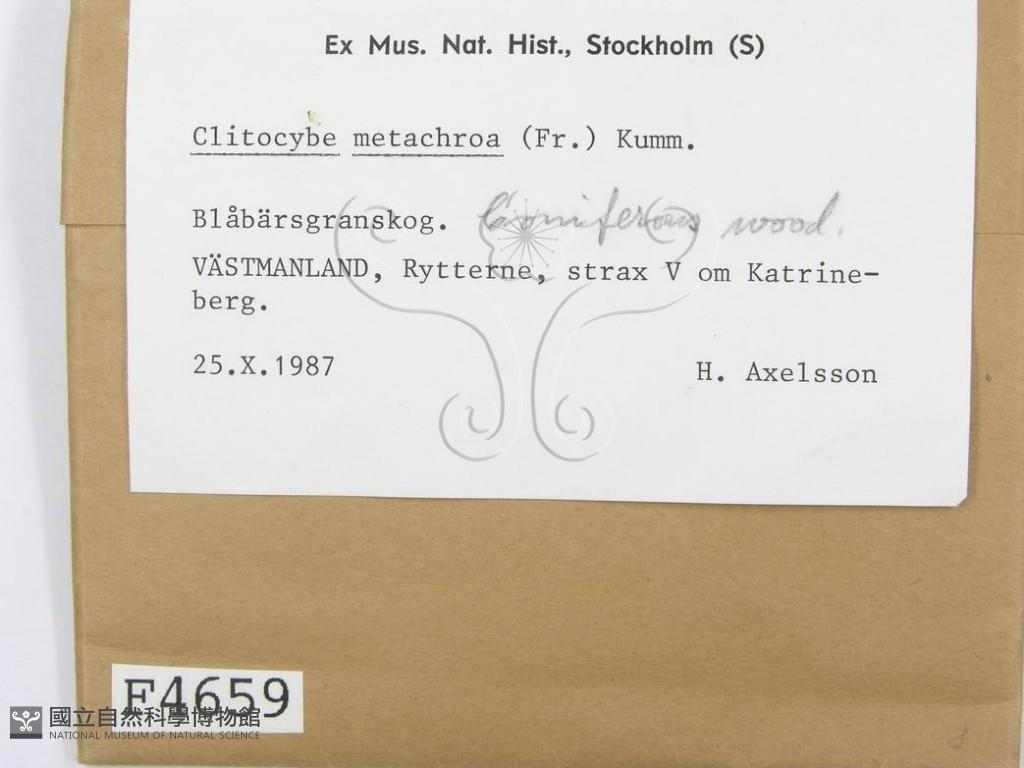 Ex Mus. Nat. Hist., Stockholm (S)
Clitocybe metachroa (Fr.) Kumm.
Blåbärsgranskog. Coniferous wood.
VÄSTMANLAND, Rytterne, strax V om Katrine-
berg.
25.X.1987 H. Axelsson
F4659
國立自然科學博物館
NATIONAL MUSEUM OF NATURAL SCIENCE